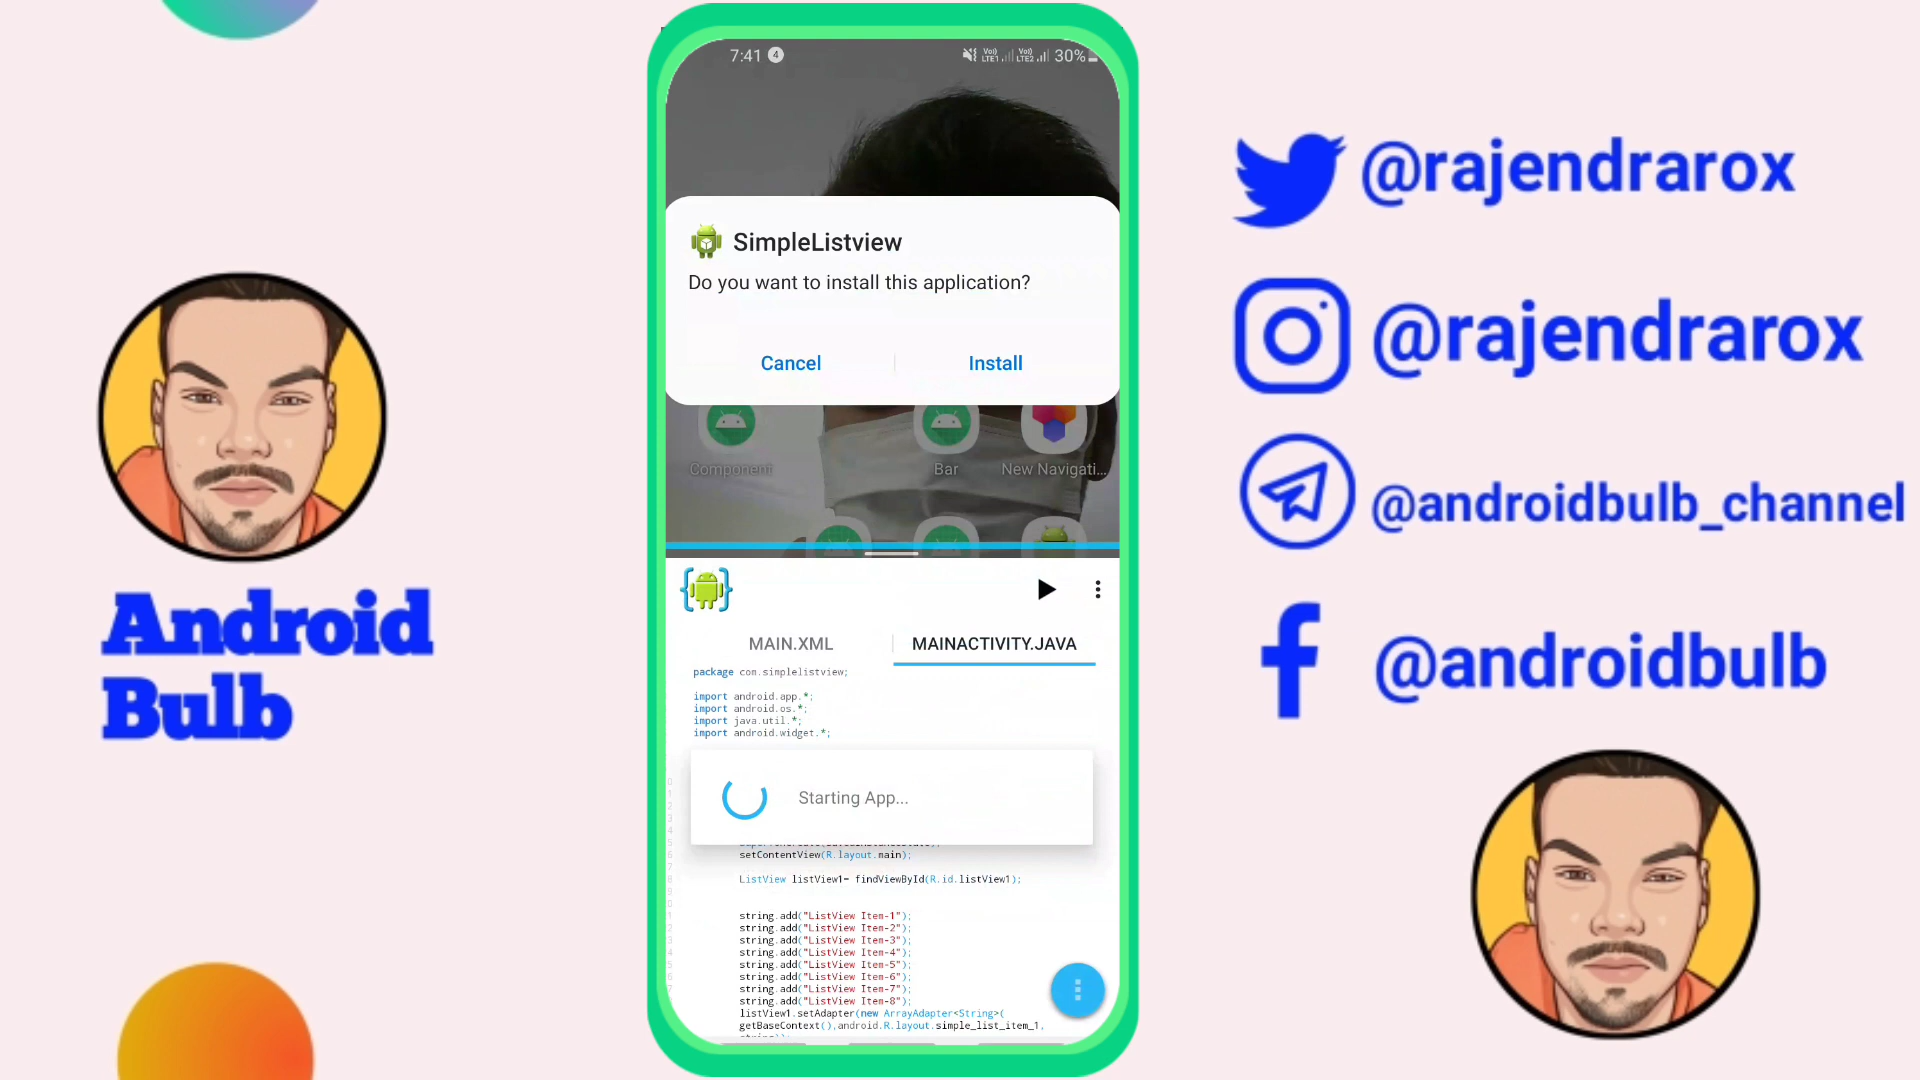 Android
Bulb
7:41 4 Vo)) LTE1 Vo)) LTE2 30%
SimpleListview
Do you want to install this application?
Cancel Install
Component Bar New Navigati...
MAIN.XML MAINACTIVITY.JAVA
package com.simplelistview;
import android.app.*;
import android.os.*;
import java.util.*;
import android.widget.*;
Starting App...
setContentView(R.layout.main);
ListView listView1= findViewById(R.id.listView1);
string.add("ListView Item-1");
string.add("ListView Item-2");
string.add("ListView Item-3");
string.add("ListView Item-4");
string.add("ListView Item-5");
string.add("ListView Item-6");
string.add("ListView Item-7");
string.add("ListView Item-8");
listView1.setAdapter(new ArrayAdapter<String>(
getBaseContext(),android.R.layout.simple_list_item_1,
@rajendrarox
@rajendrarox
@androidbulb_channel
@androidbulb